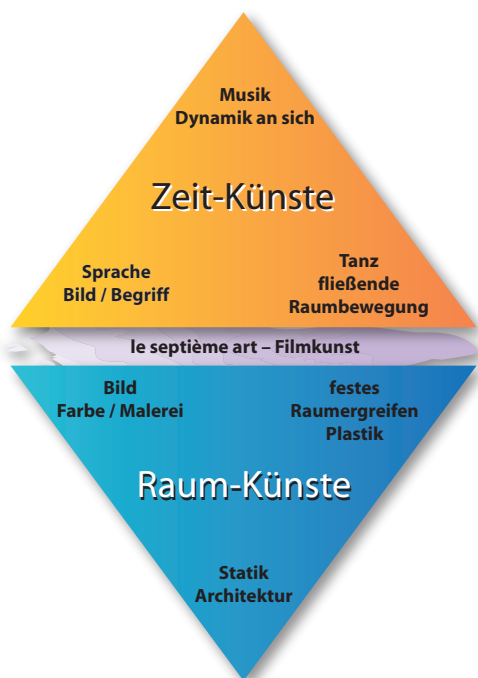 Musik
Dynamik an sich
Zeit-Künste
Sprache
Bild / Begriff
Tanz
fließende
Raumbewegung
le septième art – Filmkunst
Bild
Farbe / Malerei
festes
Raumergreifen
Plastik
Raum-Künste
Statik
Architektur